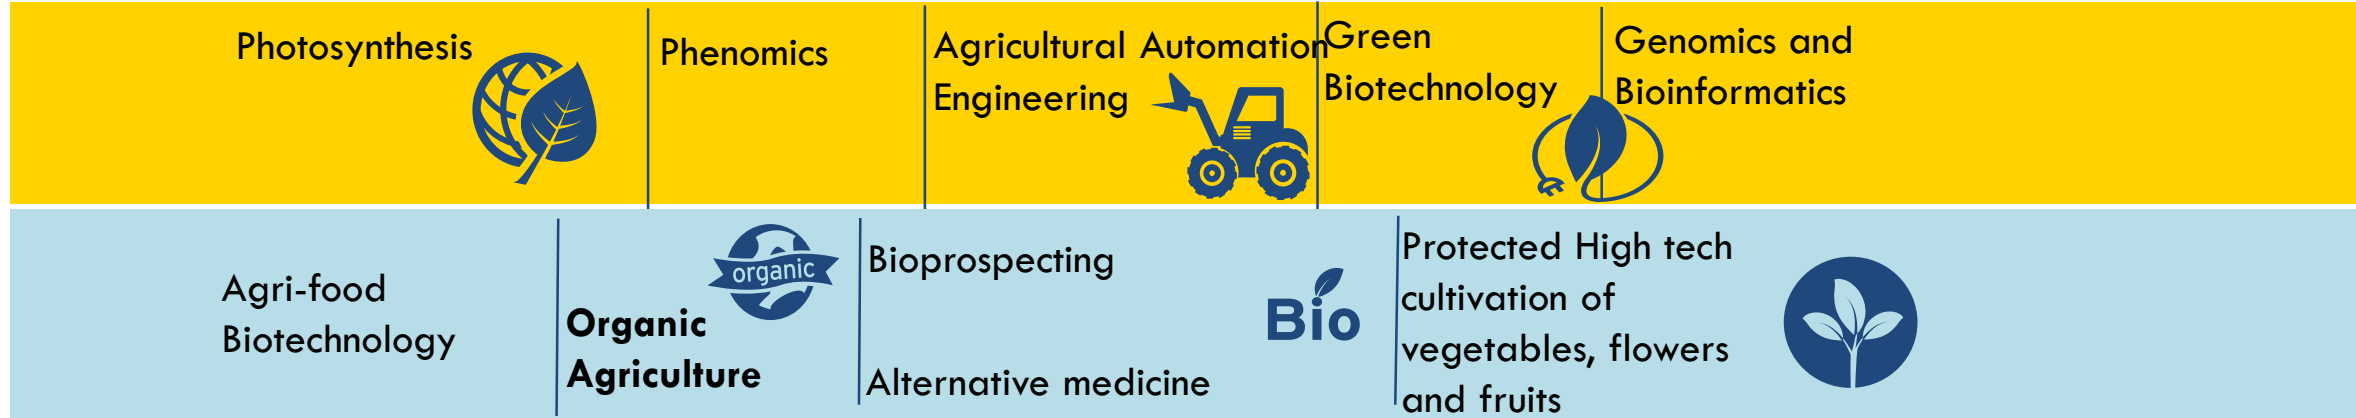 Photosynthesis
Phenomics
Agricultural Automation
Engineering
Green
Biotechnology
Genomics and
Bioinformatics
Agri-food
Biotechnology
organic
Organic
Agriculture
Bioprospecting
Alternative medicine
Bio
Protected High tech
cultivation of
vegetables, flowers
and fruits